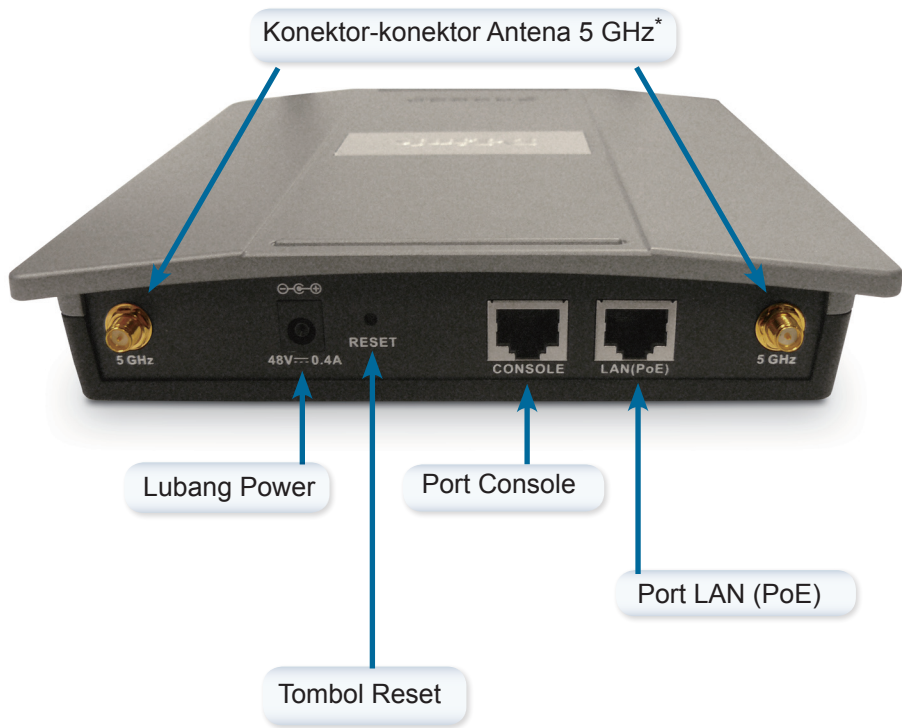 Konektor-konektor Antena 5 GHz*
5 GHz
48V⎓0.4A
RESET
CONSOLE
LAN(PoE)
5 GHz
Lubang Power
Port Console
Port LAN (PoE)
Tombol Reset